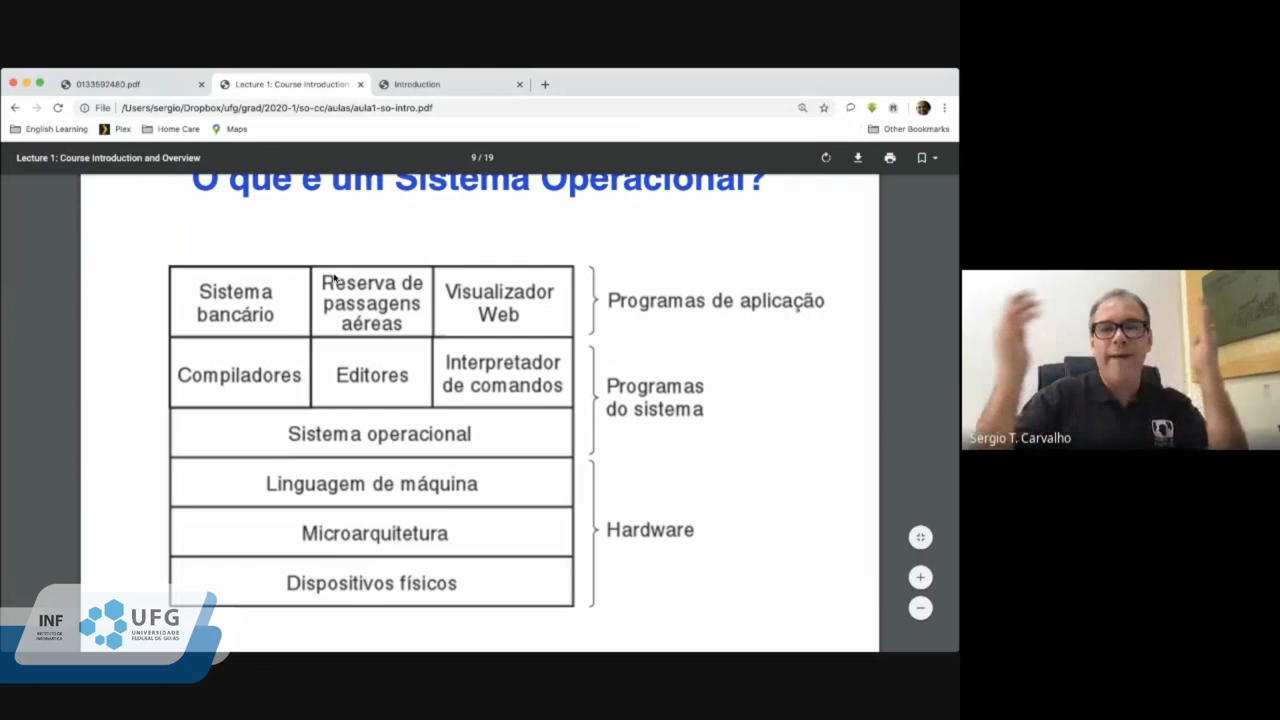 0133592480.pdf
Lecture 1: Course Introduction
Introduction
File
/Users/sergio/Dropbox/ufg/grad/2020-1/so-cc/aulas/aula1-so-intro.pdf
English Learning
Plex
Home Care
Maps
Other Bookmarks
Lecture 1: Course Introduction and Overview
9 / 19
O que é um Sistema Operacional?
Sistema
bancário
Reserva de
passagens
aéreas
Visualizador
Web
Programas de aplicação
Compiladores
Editores
Interpretador
de comandos
Programas
do sistema
Sistema operacional
Linguagem de máquina
Microarquitetura
Hardware
Dispositivos físicos
Sergio T. Carvalho
INF
INSTITUTO DE
INFORMÁTICA
UFG
UNIVERSIDADE
FEDERAL DE GOIÁS